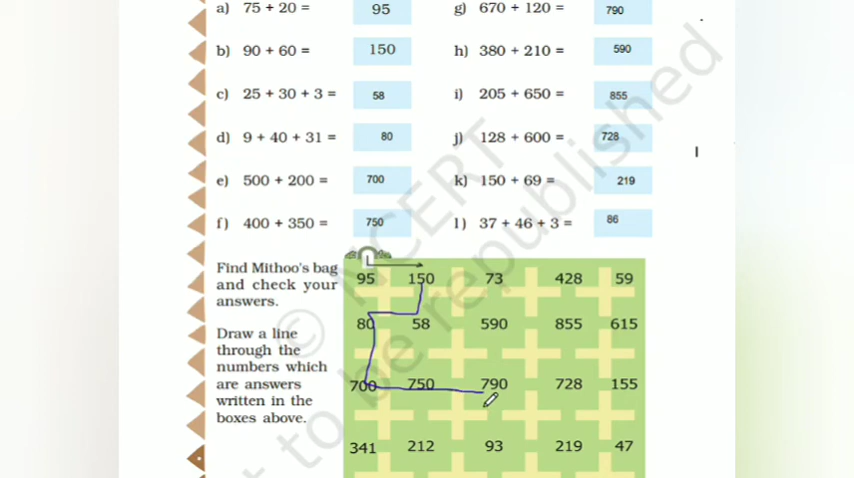 a) 75 + 20 = 95
g) 670 + 120 = 790
b) 90 + 60 = 150
h) 380 + 210 = 590
c) 25 + 30 + 3 = 58
i) 205 + 650 = 855
d) 9 + 40 + 31 = 80
j) 128 + 600 = 728
e) 500 + 200 = 700
k) 150 + 69 = 219
f) 400 + 350 = 750
l) 37 + 46 + 3 = 86
Find Mithoo's bag
and check your
answers.
Draw a line
through the
numbers which
are answers
written in the
boxes above.
95 150 73 428 59
80 58 590 855 615
700 750 790 728 155
341 212 93 219 47
© NCERT
not to be republished